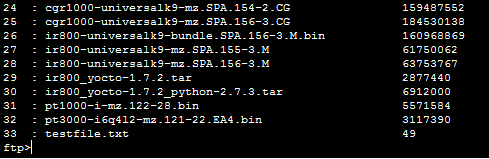 24 : cgr1000-universalk9-mz.SPA.154-2.CG 159487552
25 : cgr1000-universalk9-mz.SPA.156-3.CG 184530138
26 : ir800-universalk9-bundle.SPA.156-3.M.bin 160968869
27 : ir800-universalk9-mz.SPA.155-3.M 61750062
28 : ir800-universalk9-mz.SPA.156-3.M 63753767
29 : ir800_yocto-1.7.2.tar 2877440
30 : ir800_yocto-1.7.2_python-2.7.3.tar 6912000
31 : pt1000-i-mz.122-28.bin 5571584
32 : pt3000-i6q4l2-mz.121-22.EA4.bin 3117390
33 : testfile.txt 49
ftp>